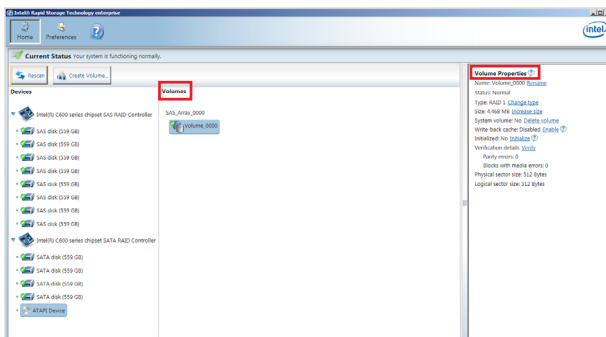 Intel® Rapid Storage Technology enterprise
Home
Preferences
intel
Current Status Your system is functioning normally.
Rescan
Create Volume...
Devices
Intel(R) C600 series chipset SAS RAID Controller
SAS disk (559 GB)
SAS disk (559 GB)
SAS disk (559 GB)
SAS disk (559 GB)
SAS disk (559 GB)
SAS disk (559 GB)
SAS disk (559 GB)
SAS disk (559 GB)
Intel(R) C600 series chipset SATA RAID Controller
SATA disk (559 GB)
SATA disk (559 GB)
SATA disk (559 GB)
SATA disk (559 GB)
ATAPI Device
Volumes
SAS_Array_0000
Volume_0000
Volume Properties
Name: Volume_0000 Rename
Status: Normal
Type: RAID 1 Change type
Size: 4,468 MB Increase size
System volume: No Delete volume
Write-back cache: Disabled Enable
Initialized: No Initialize
Verification details Verify
Parity errors: 0
Blocks with media errors: 0
Physical sector size: 512 Bytes
Logical sector size: 512 Bytes